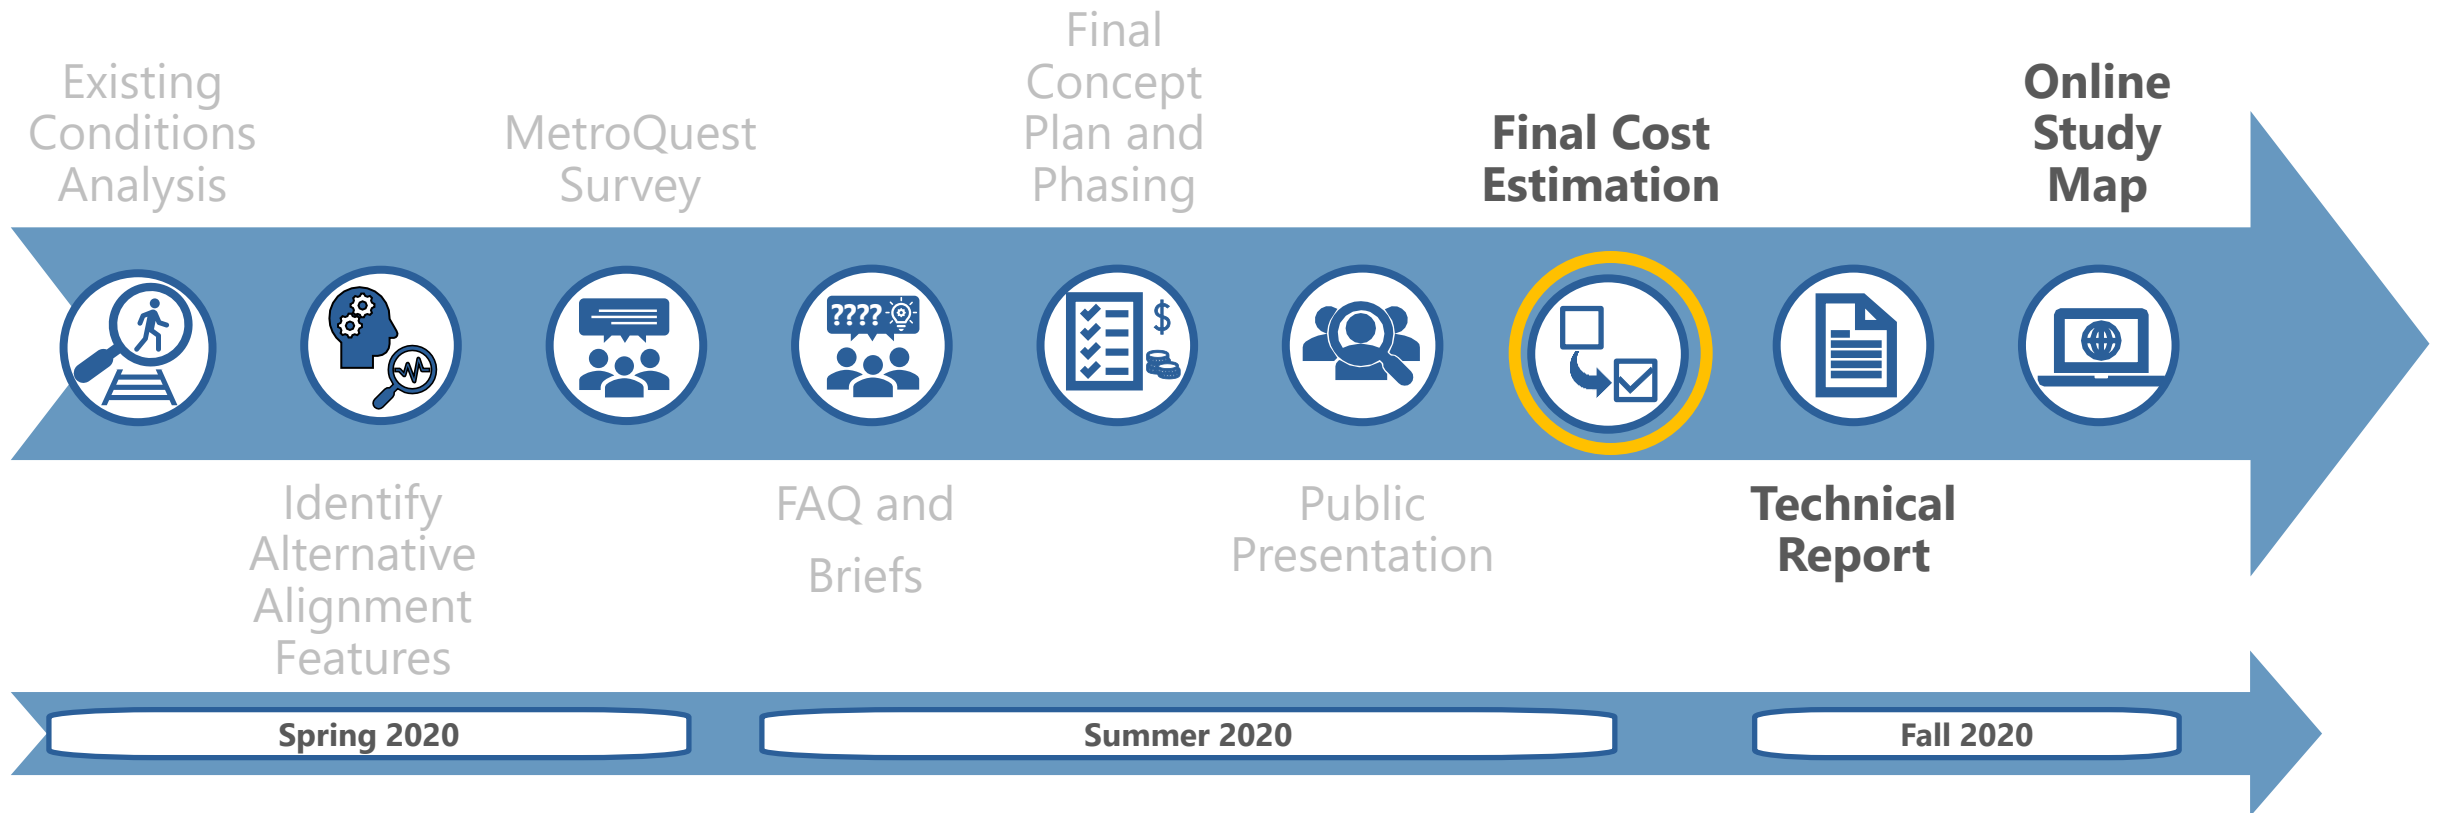 Existing
Conditions
Analysis
MetroQuest
Survey
Final
Concept
Plan and
Phasing
Final Cost
Estimation
Online
Study
Map
????
$
Identify
Alternative
Alignment
Features
FAQ and
Briefs
Public
Presentation
Technical
Report
Spring 2020
Summer 2020
Fall 2020